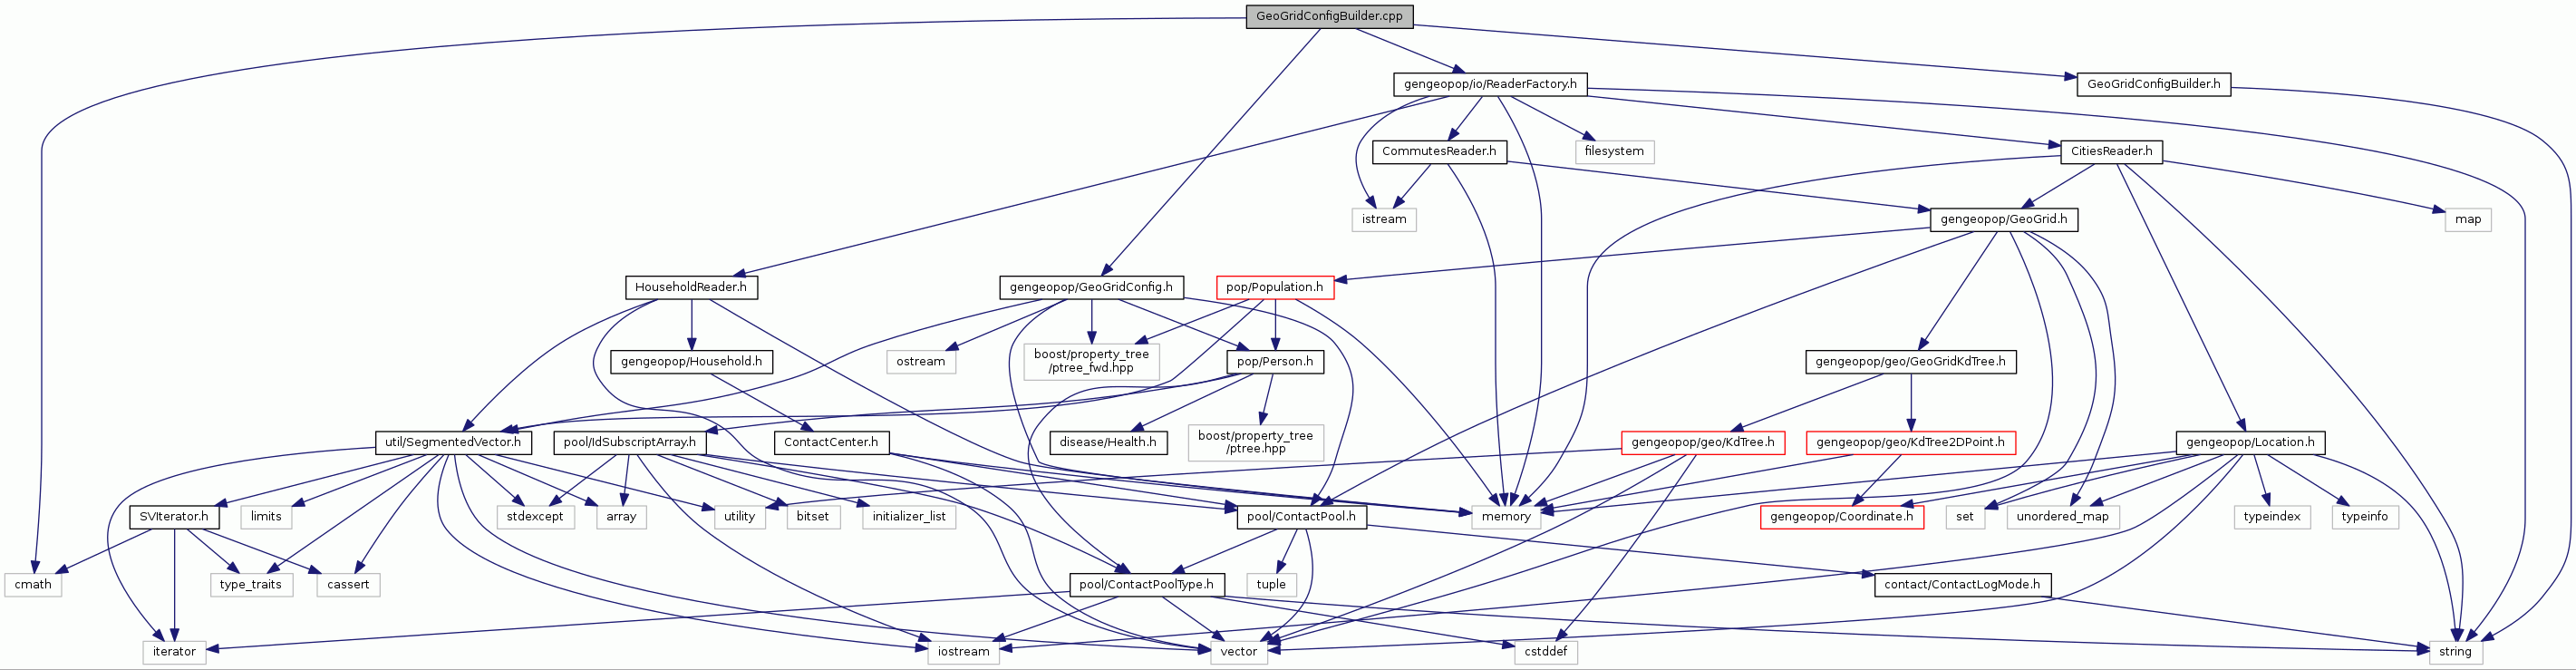 GeoGridConfigBuilder.cpp
gengeopop/io/ReaderFactory.h
GeoGridConfigBuilder.h
CommutesReader.h
filesystem
CitiesReader.h
istream
gengeopop/GeoGrid.h
map
HouseholdReader.h
gengeopop/GeoGridConfig.h
pop/Population.h
gengeopop/Household.h
ostream
boost/property_tree
/ptree_fwd.hpp
pop/Person.h
gengeopop/geo/GeoGridKdTree.h
util/SegmentedVector.h
pool/IdSubscriptArray.h
ContactCenter.h
disease/Health.h
boost/property_tree
/ptree.hpp
gengeopop/geo/KdTree.h
gengeopop/geo/KdTree2DPoint.h
gengeopop/Location.h
SVIterator.h
limits
stdexcept
array
utility
bitset
initializer_list
pool/ContactPool.h
memory
gengeopop/Coordinate.h
set
unordered_map
typeindex
typeinfo
cmath
type_traits
cassert
pool/ContactPoolType.h
tuple
contact/ContactLogMode.h
iterator
iostream
vector
cstddef
string